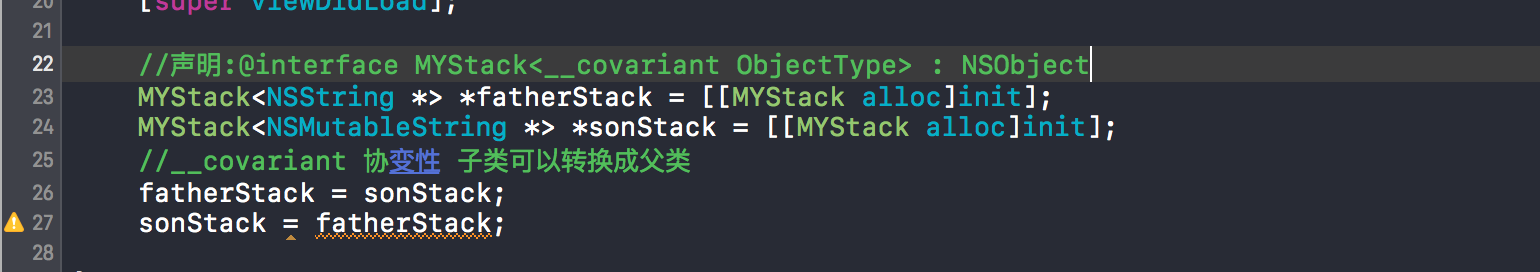 20 [super viewDidLoad];
21
22 //声明:@interface MYStack<__covariant ObjectType> : NSObject
23 MYStack<NSString *> *fatherStack = [[MYStack alloc]init];
24 MYStack<NSMutableString *> *sonStack = [[MYStack alloc]init];
25 //__covariant 协变性 子类可以转换成父类
26 fatherStack = sonStack;
27 sonStack = fatherStack;
28